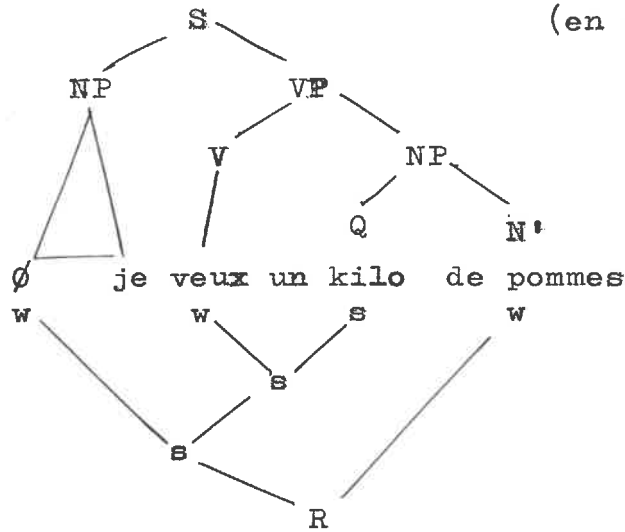 S (en
NP VP
V NP
Q N'
Ø je veux un kilo de pommes
w w s w
s
s
R